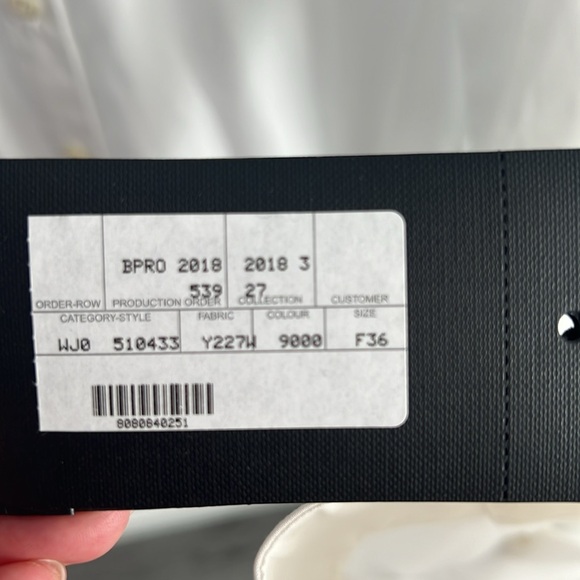 BPRO 2018 2018 3
539 27
ORDER-ROW PRODUCTION ORDER COLLECTION CUSTOMER
CATEGORY-STYLE FABRIC COLOUR SIZE
WJ0 510433 Y227W 9000 F36
8080840251